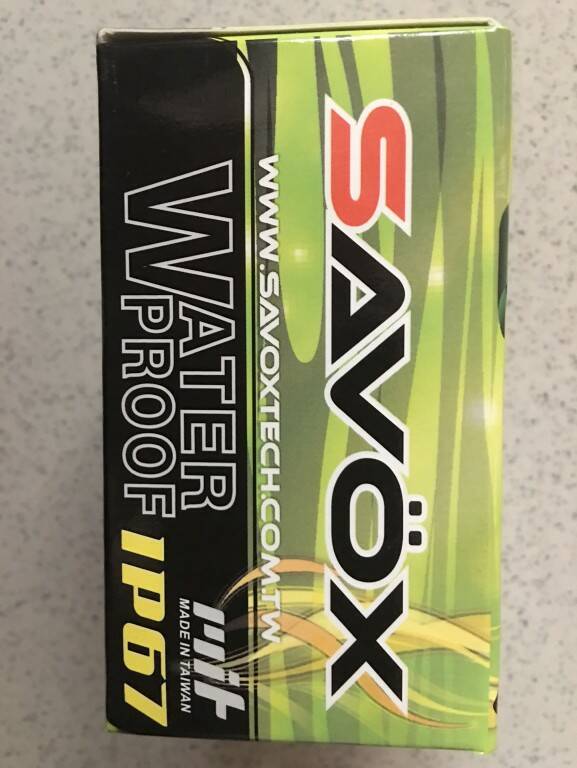 SAVÖX
WWW.SAVOXTECH.COM.TW
WATER
PROOF
IP67
MiT
MADE IN TAIWAN